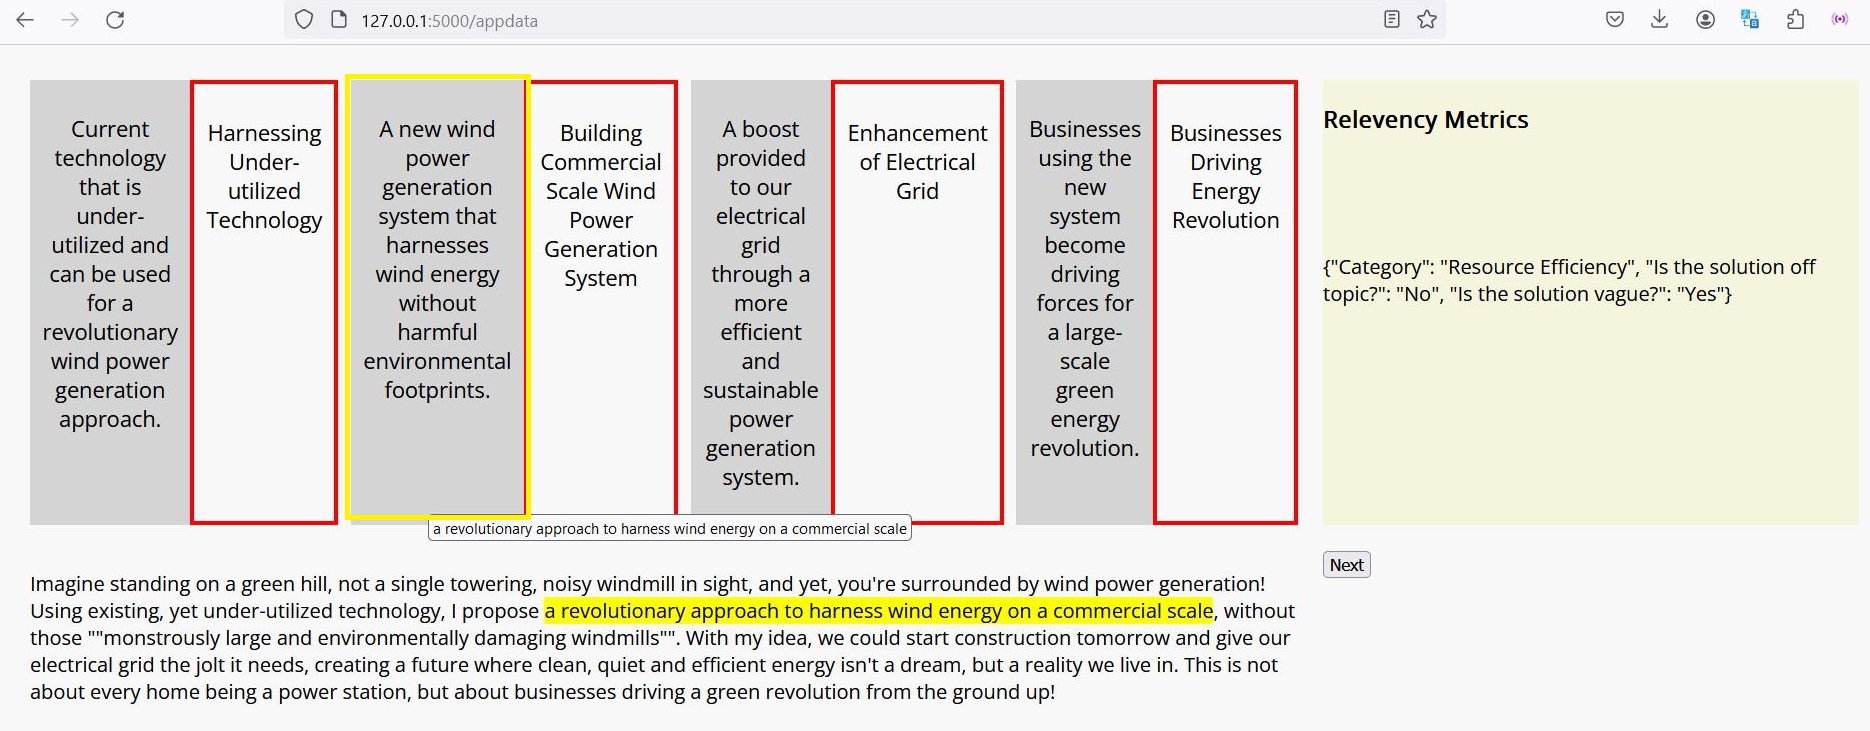 127.0.0.1:5000/appdata
Current
technology
that is
under-
utilized and
can be used
for a
revolutionary
wind power
generation
approach.
Harnessing
Under-
utilized
Technology
A new wind
power
generation
system that
harnesses
wind energy
without
harmful
environmental
footprints.
Building
Commercial
Scale Wind
Power
Generation
System
A boost
provided
to our
electrical
grid
through a
more
efficient
and
sustainable
power
generation
system.
Enhancement
of Electrical
Grid
Businesses
using the
new
system
become
driving
forces for
a large-
scale
green
energy
revolution.
Businesses
Driving
Energy
Revolution
Relevency Metrics
{"Category": "Resource Efficiency", "Is the solution off
topic?": "No", "Is the solution vague?": "Yes"}
a revolutionary approach to harness wind energy on a commercial scale
Next
Imagine standing on a green hill, not a single towering, noisy windmill in sight, and yet, you're surrounded by wind power generation!
Using existing, yet under-utilized technology, I propose a revolutionary approach to harness wind energy on a commercial scale, without
those ""monstrously large and environmentally damaging windmills"". With my idea, we could start construction tomorrow and give our
electrical grid the jolt it needs, creating a future where clean, quiet and efficient energy isn't a dream, but a reality we live in. This is not
about every home being a power station, but about businesses driving a green revolution from the ground up!